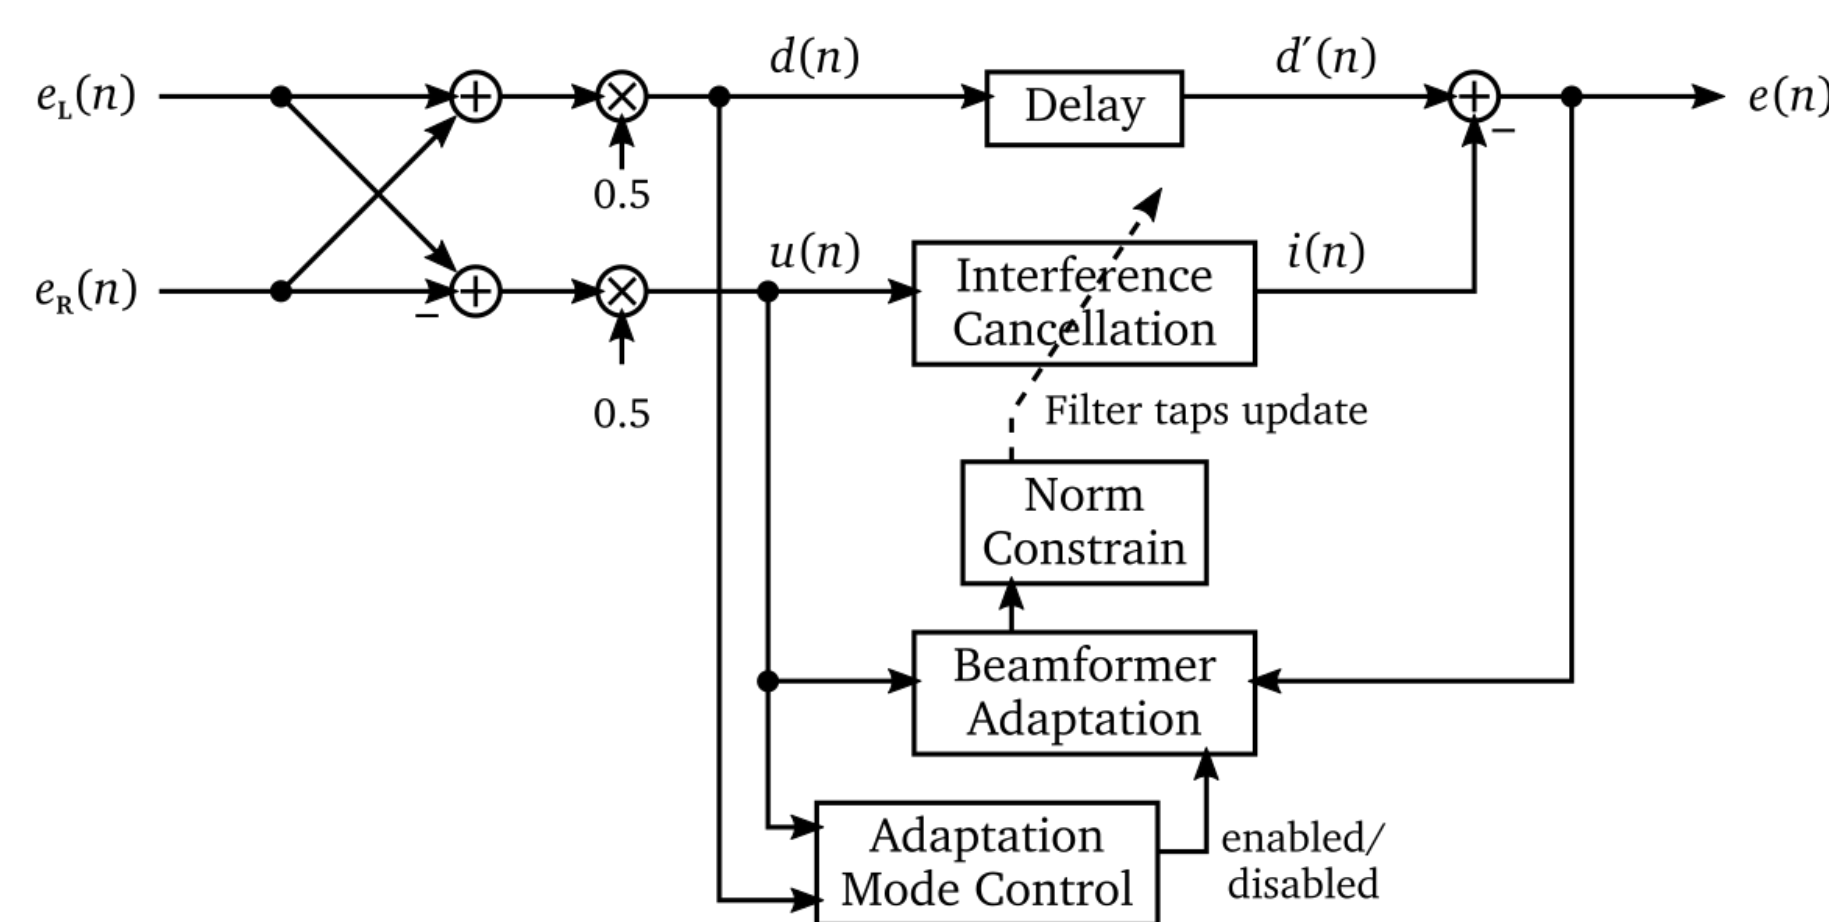 d(n)
d′(n)
e_L(n)
+
×
Delay
+
e(n)
−
0.5
u(n)
Interference
Cancellation
i(n)
e_R(n)
+
×
−
0.5
Filter taps update
Norm
Constrain
Beamformer
Adaptation
Adaptation
Mode Control
enabled/
disabled